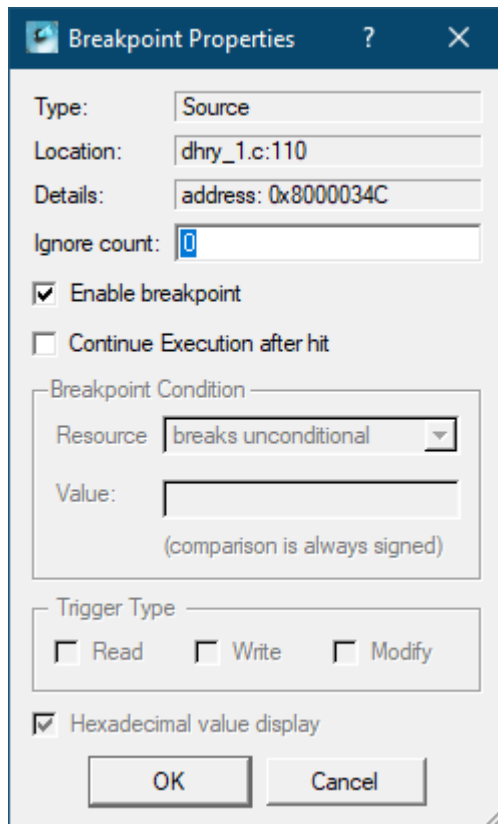 Breakpoint Properties ? ×
Type: Source
Location: dhry_1.c:110
Details: address: 0x8000034C
Ignore count: 0
Enable breakpoint
Continue Execution after hit
Breakpoint Condition
Resource breaks unconditional
Value:
(comparison is always signed)
Trigger Type
Read Write Modify
Hexadecimal value display
OK Cancel